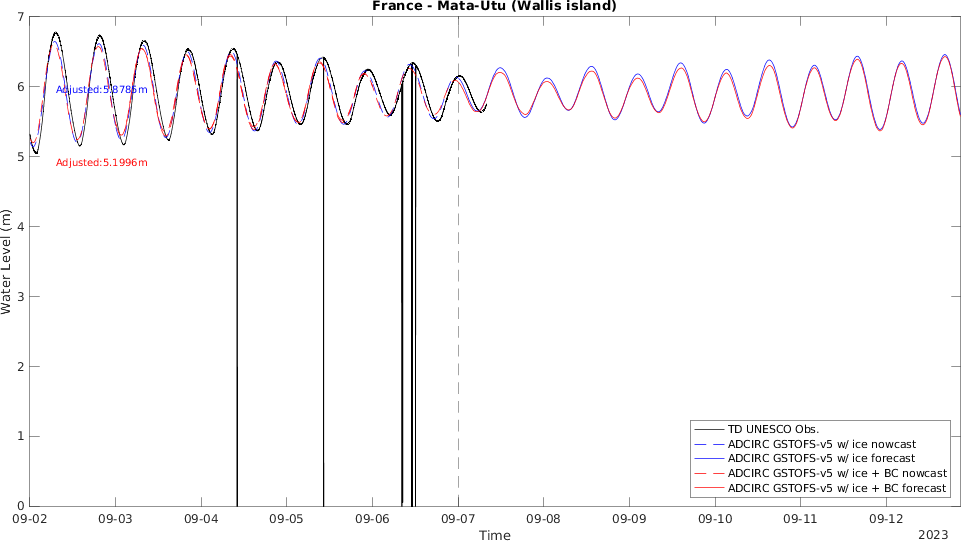 France - Mata-Utu (Wallis island)
7
6
5
4
3
2
1
0
Water Level (m)
Adjusted:5.8785m
Adjusted:5.1996m
TD UNESCO Obs.
ADCIRC GSTOFS-v5 w/ ice nowcast
ADCIRC GSTOFS-v5 w/ ice forecast
ADCIRC GSTOFS-v5 w/ ice + BC nowcast
ADCIRC GSTOFS-v5 w/ ice + BC forecast
09-02 09-03 09-04 09-05 09-06 09-07 09-08 09-09 09-10 09-11 09-12
Time
2023